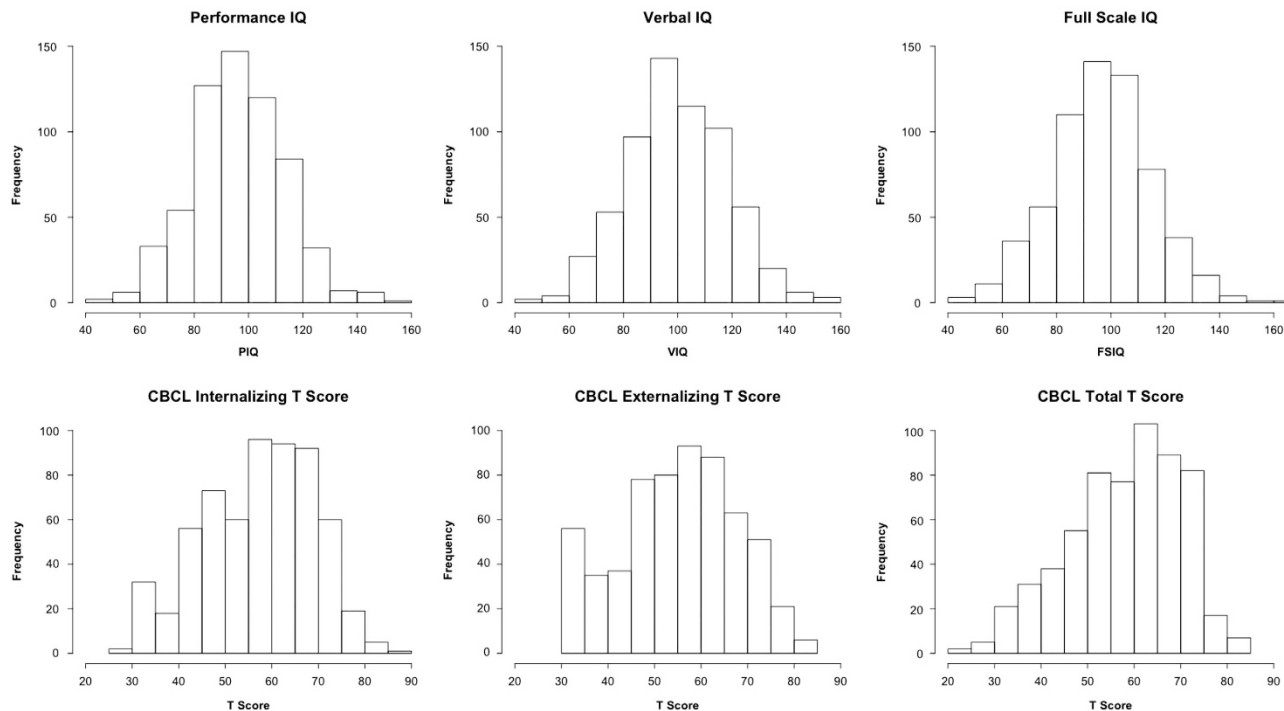 Performance IQ
Verbal IQ
Full Scale IQ
Frequency
150
100
50
0
40 60 80 100 120 140 160
PIQ
Frequency
150
100
50
0
40 60 80 100 120 140 160
VIQ
Frequency
150
100
50
0
40 60 80 100 120 140 160
FSIQ
CBCL Internalizing T Score
CBCL Externalizing T Score
CBCL Total T Score
Frequency
100
80
60
40
20
0
20 30 40 50 60 70 80 90
T Score
Frequency
100
80
60
40
20
0
20 30 40 50 60 70 80 90
T Score
Frequency
100
80
60
40
20
0
20 30 40 50 60 70 80 90
T Score